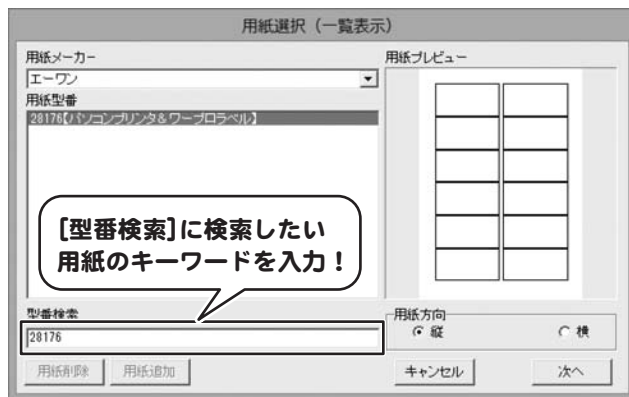 用紙選択（一覧表示）
用紙メーカー
エーワン
用紙型番
28176【パソコンプリンタ＆ワープロラベル】
[型番検索]に検索したい
用紙のキーワードを入力！
型番検索
28176
用紙削除
用紙追加
用紙プレビュー
用紙方向
縦
横
キャンセル
次へ